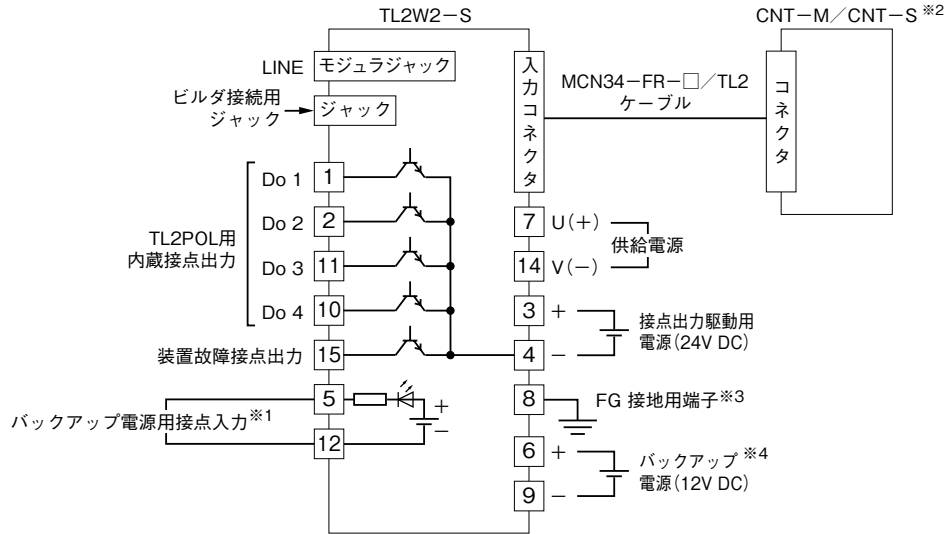 TL2W2－S
CNT－M／CNT－S ※2
LINE モジュラジャック
ビルダ接続用
ジャック
ジャック
入力コネクタ
MCN34－FR－□／TL2
ケーブル
コネクタ
TL2POL用
内蔵接点出力
Do 1 1
Do 2 2
Do 3 11
Do 4 10
装置故障接点出力 15
バックアップ電源用接点入力※1
5
12
＋
－
7 U（＋）
14 V（－）
供給電源
3 ＋
4 －
接点出力駆動用
電源（24V DC）
8 FG 接地用端子※3
6 ＋
9 －
バックアップ ※4
電源（12V DC）